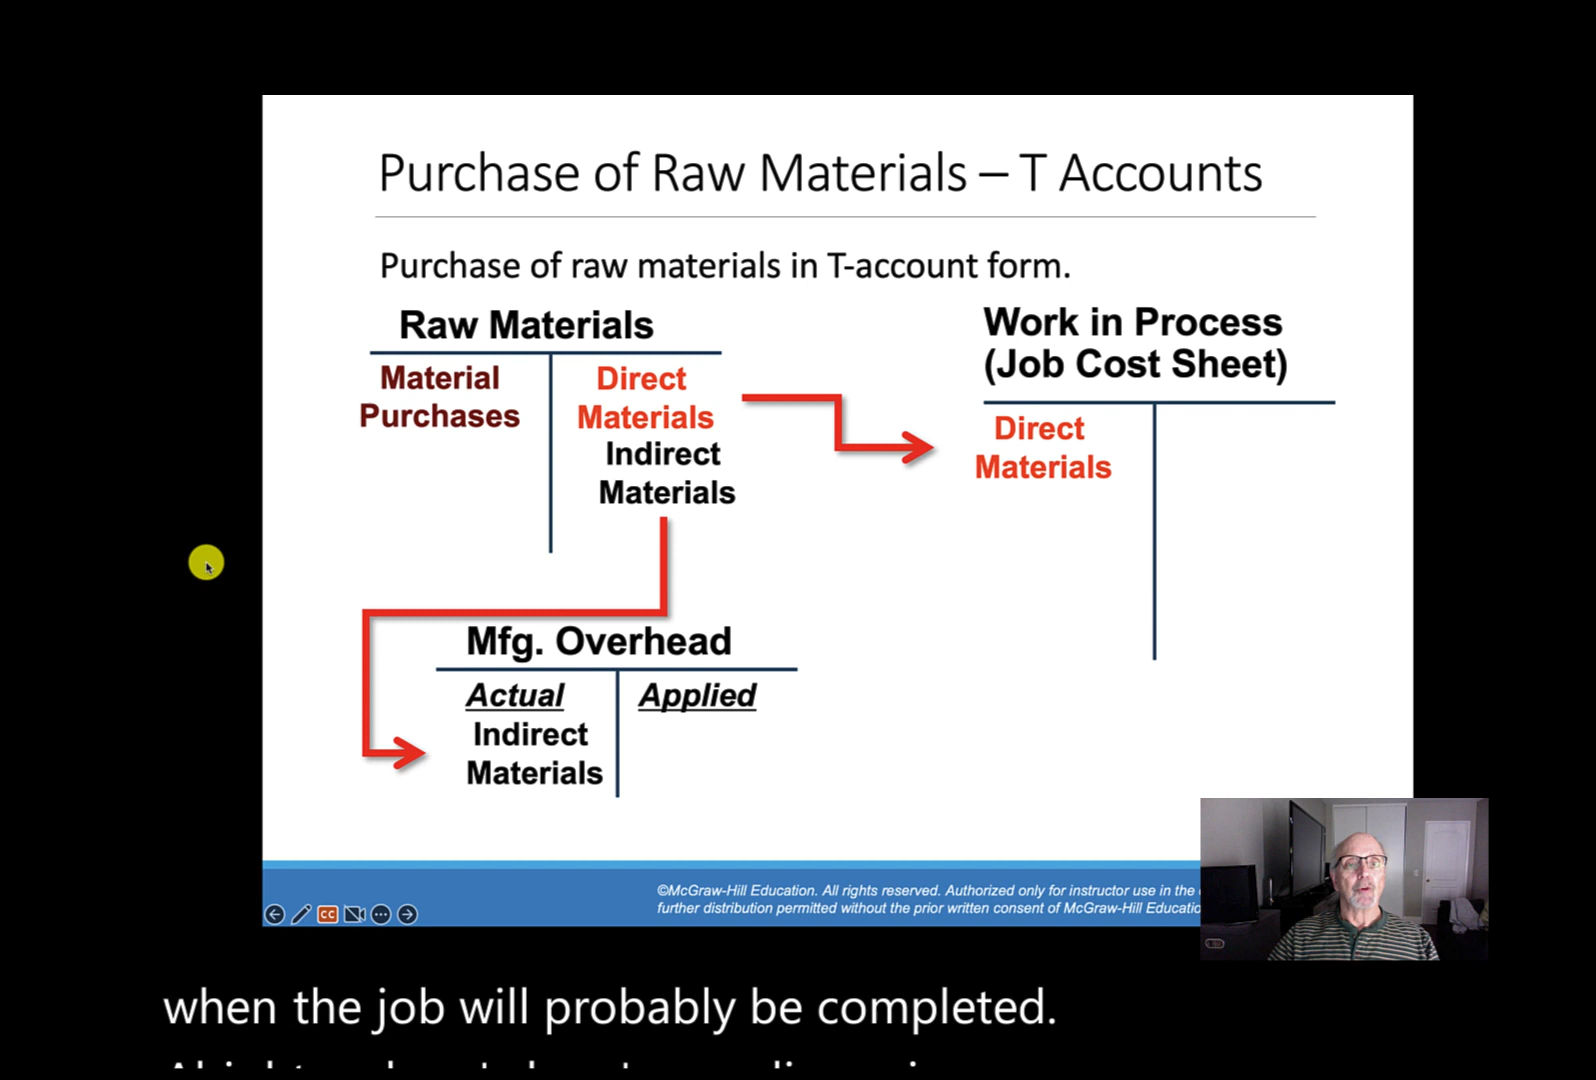 Purchase of Raw Materials – T Accounts
Purchase of raw materials in T-account form.
Raw Materials
Material
Purchases
Direct
Materials
Indirect
Materials
Work in Process
(Job Cost Sheet)
Direct
Materials
Mfg. Overhead
Actual
Applied
Indirect
Materials
©McGraw-Hill Education. All rights reserved. Authorized only for instructor use in the
further distribution permitted without the prior written consent of McGraw-Hill
CC
when the job will probably be completed.